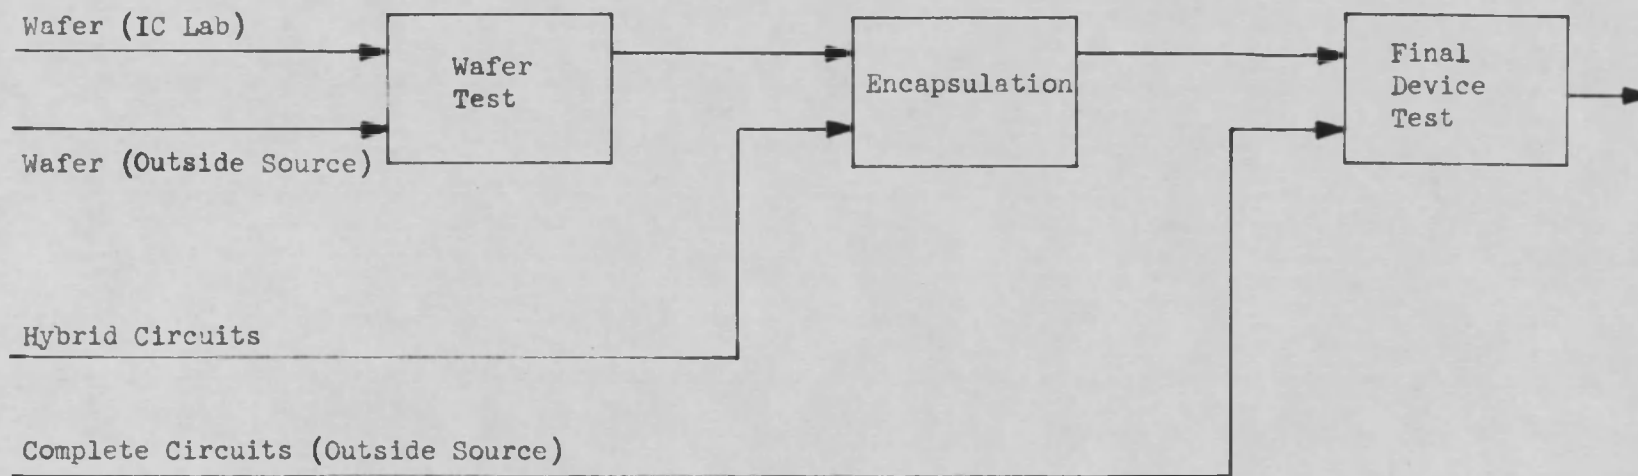 Wafer (IC Lab)
Wafer
Test
Wafer (Outside Source)
Encapsulation
Final
Device
Test
Hybrid Circuits
Complete Circuits (Outside Source)